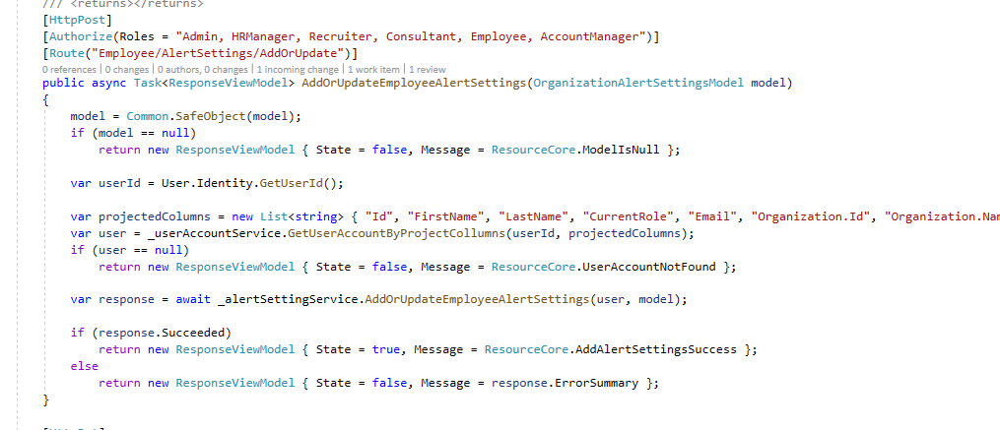 /// <returns></returns>
[HttpPost]
[Authorize(Roles = "Admin, HRManager, Recruiter, Consultant, Employee, AccountManager")]
[Route("Employee/AlertSettings/AddOrUpdate")]
0 references | 0 changes | 0 authors, 0 changes | 1 incoming change | 1 work item | 1 review
public async Task<ResponseViewModel> AddOrUpdateEmployeeAlertSettings(OrganizationAlertSettingsModel model)
{
model = Common.SafeObject(model);
if (model == null)
return new ResponseViewModel { State = false, Message = ResourceCore.ModelIsNull };
var userId = User.Identity.GetUserId();
var projectedColumns = new List<string> { "Id", "FirstName", "LastName", "CurrentRole", "Email", "Organization.Id", "Organization.Nam
var user = _userAccountService.GetUserAccountByProjectCollumns(userId, projectedColumns);
if (user == null)
return new ResponseViewModel { State = false, Message = ResourceCore.UserAccountNotFound };
var response = await _alertSettingService.AddOrUpdateEmployeeAlertSettings(user, model);
if (response.Succeeded)
return new ResponseViewModel { State = true, Message = ResourceCore.AddAlertSettingsSuccess };
else
return new ResponseViewModel { State = false, Message = response.ErrorSummary };
}